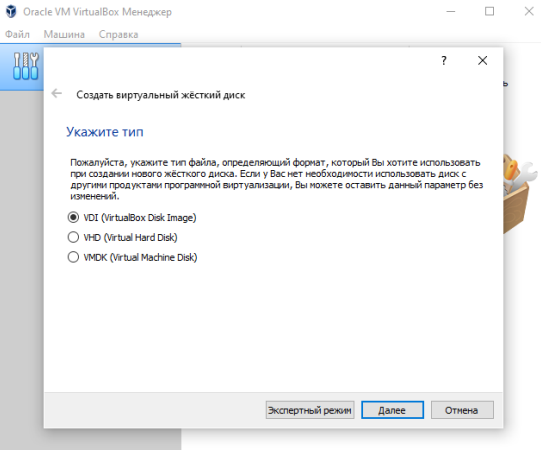 Oracle VM VirtualBox Менеджер
Файл Машина Справка
?
Создать виртуальный жёсткий диск
Укажите тип
Пожалуйста, укажите тип файла, определяющий формат, который Вы хотите использовать
при создании нового жёсткого диска. Если у Вас нет необходимости использовать диск с
другими продуктами программной виртуализации, Вы можете оставить данный параметр без
изменений.
VDI (VirtualBox Disk Image)
VHD (Virtual Hard Disk)
VMDK (Virtual Machine Disk)
Экспертный режим Далее Отмена